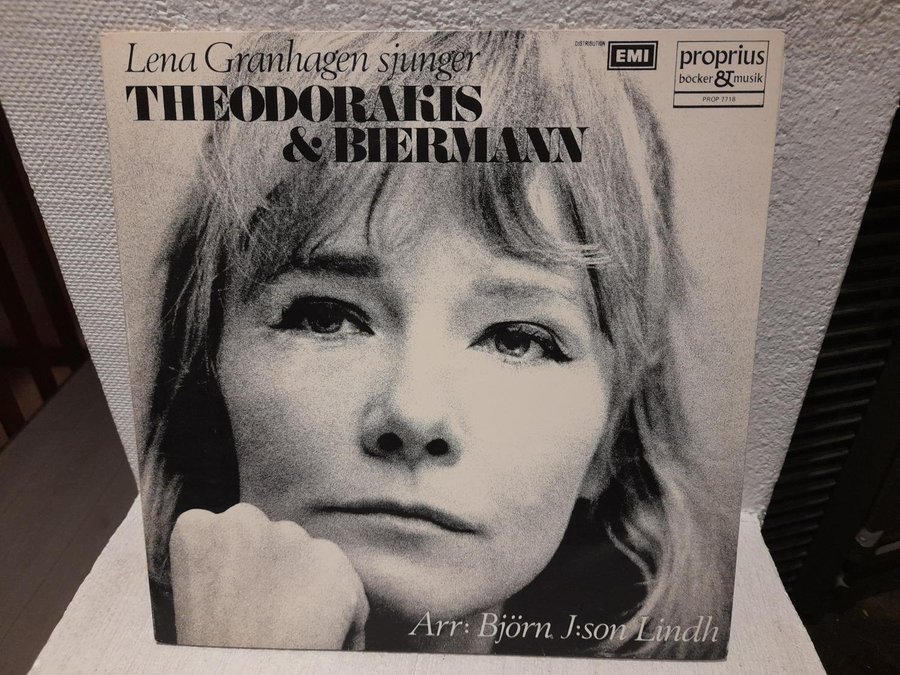 Lena Granhagen sjunger
THEODORAKIS
& BIERMANN
DISTRIBUTION
EMI
proprius
böcker & musik
PROP 7718
Arr: Björn J:son Lindh